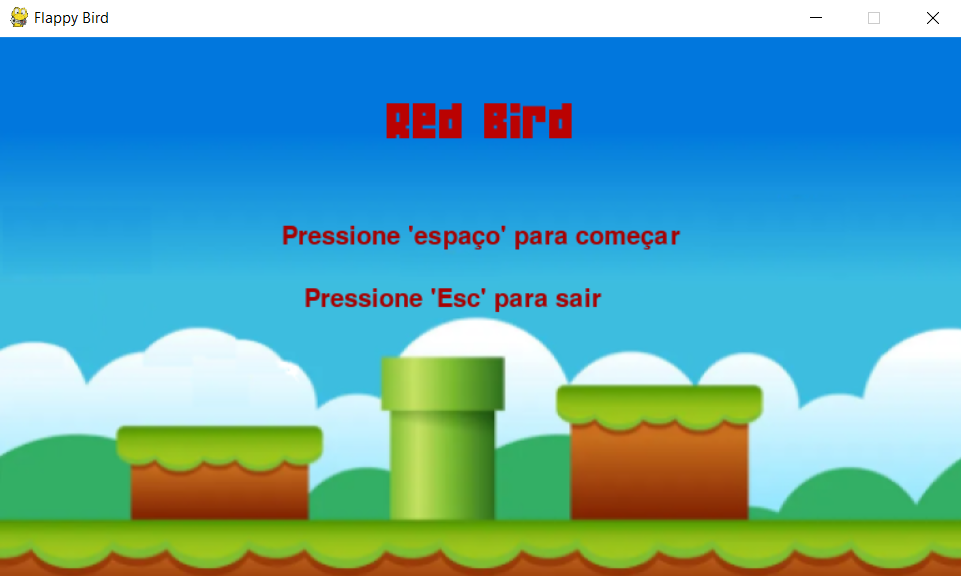 Flappy Bird
Red Bird
Pressione 'espaço' para começar
Pressione 'Esc' para sair